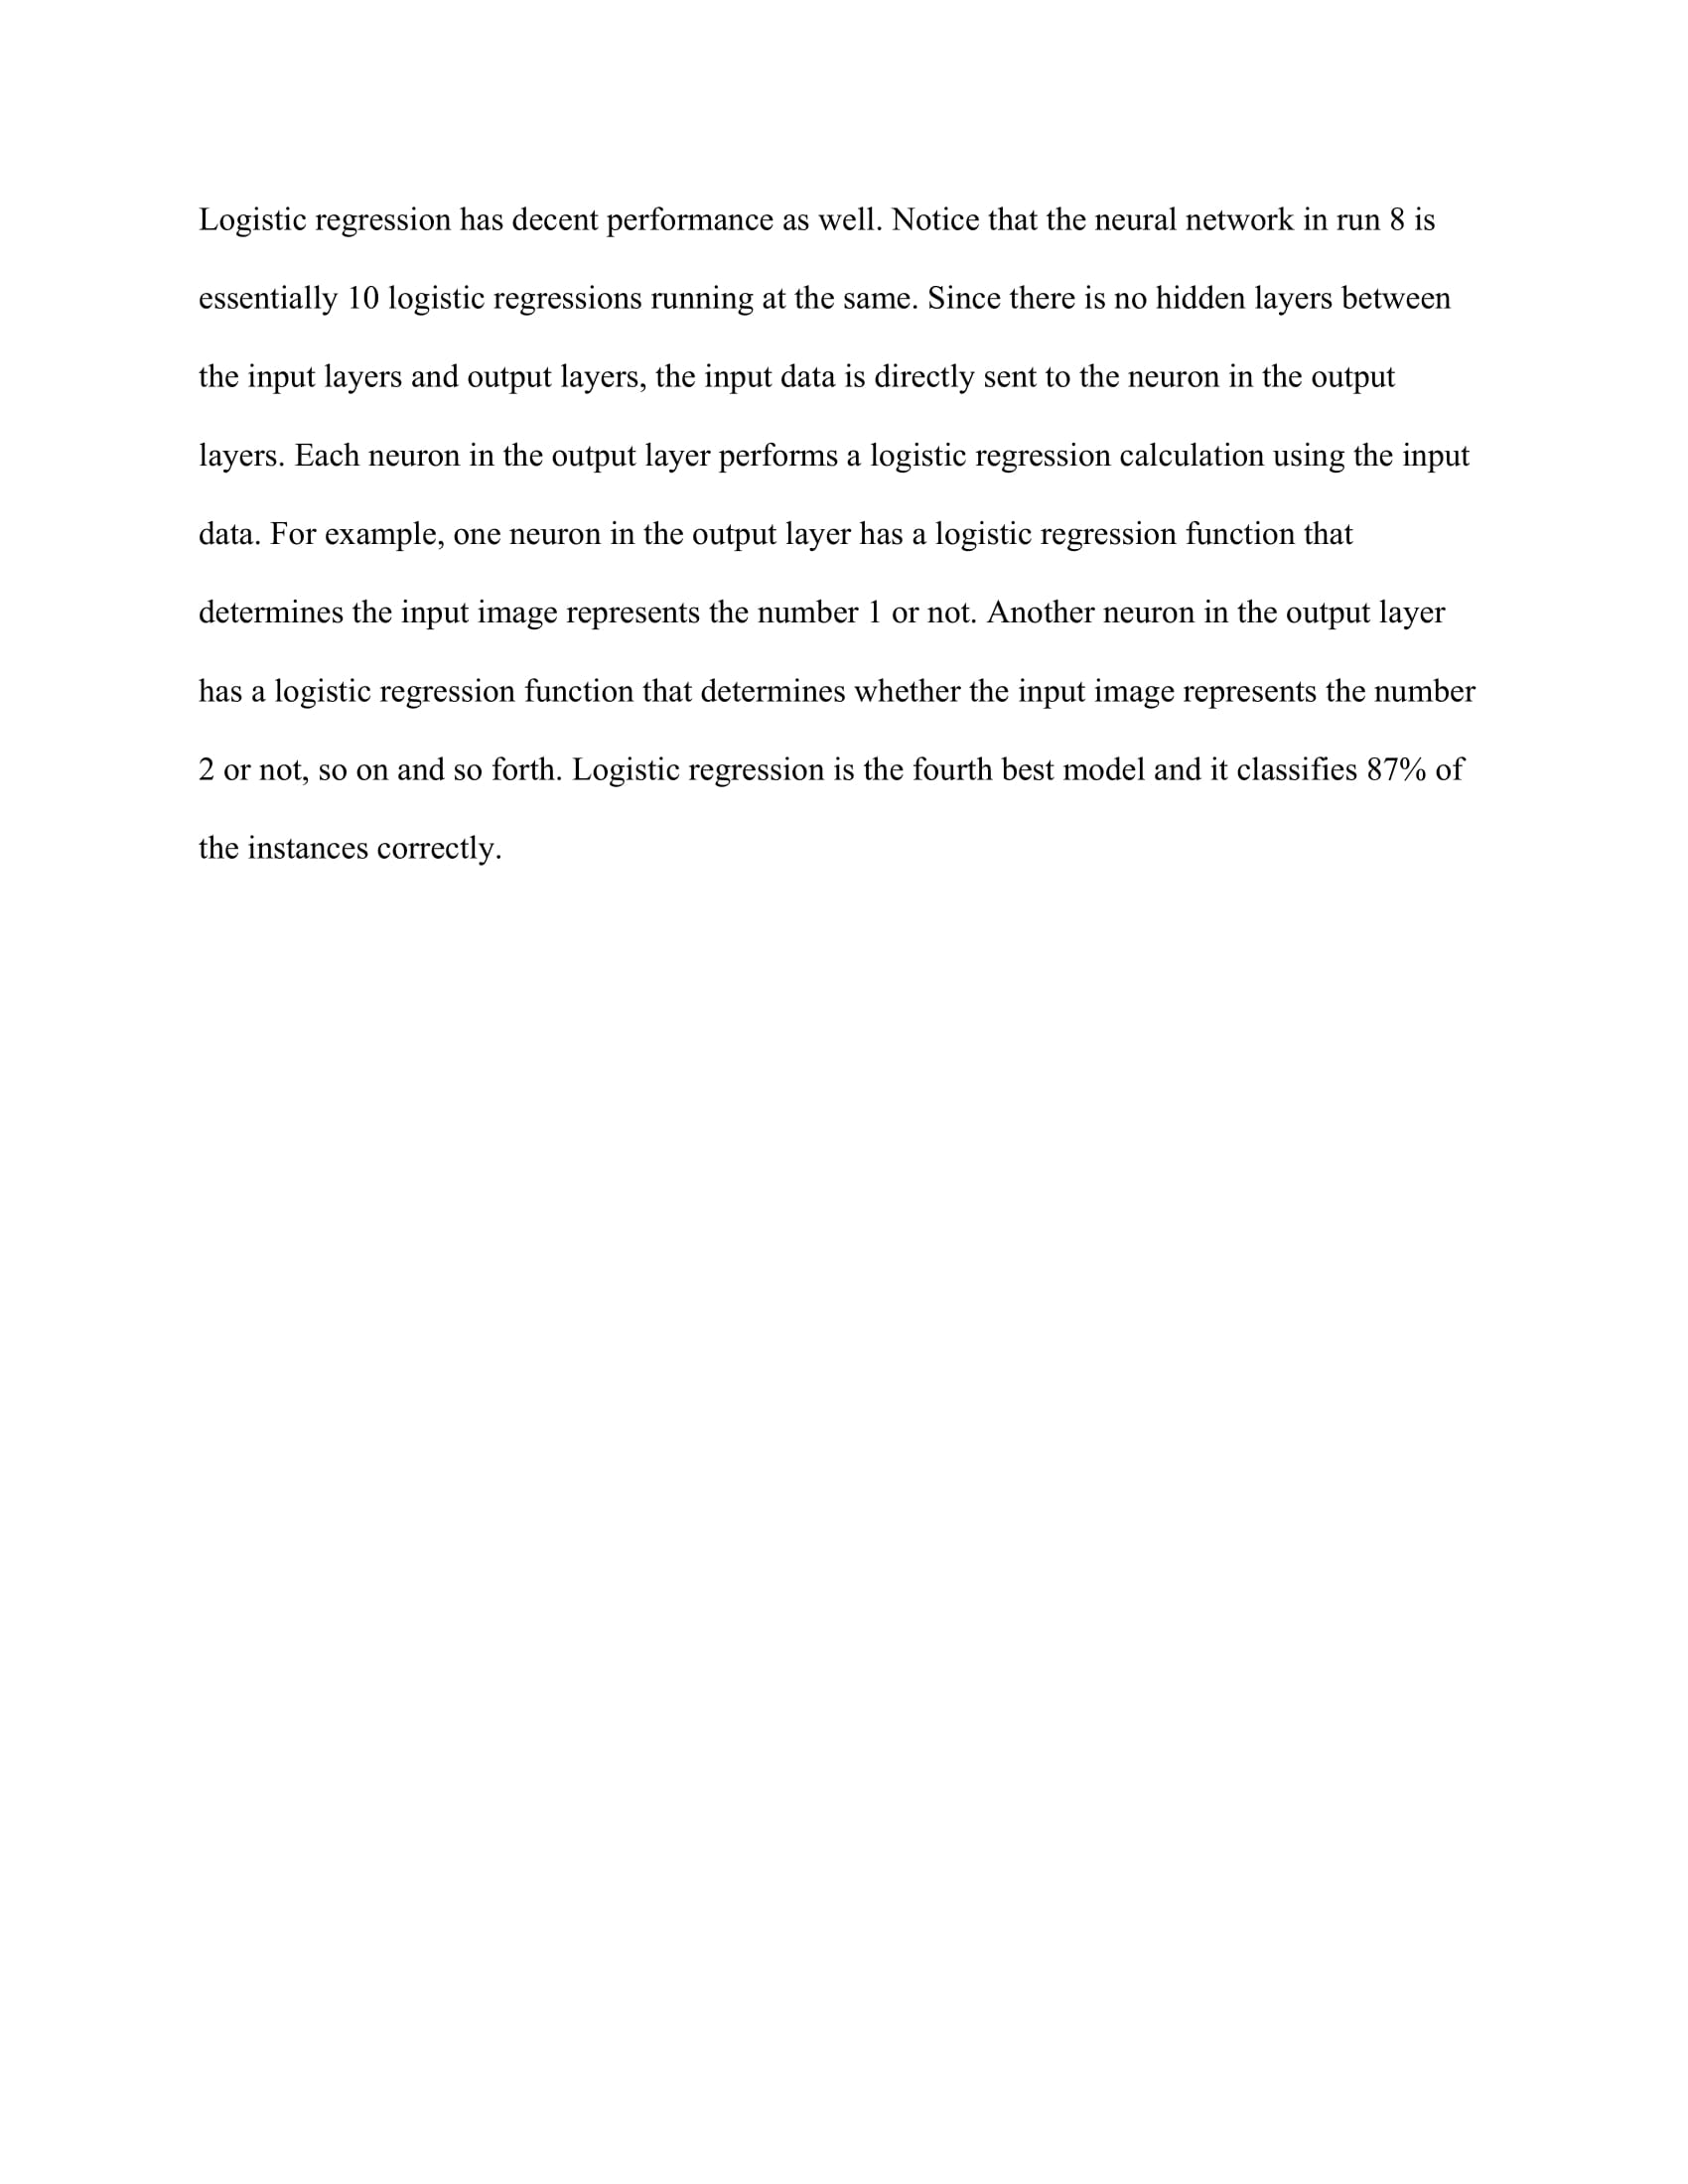 Logistic regression has decent performance as well. Notice that the neural network in run 8 is
essentially 10 logistic regressions running at the same. Since there is no hidden layers between
the input layers and output layers, the input data is directly sent to the neuron in the output
layers. Each neuron in the output layer performs a logistic regression calculation using the input
data. For example, one neuron in the output layer has a logistic regression function that
determines the input image represents the number 1 or not. Another neuron in the output layer
has a logistic regression function that determines whether the input image represents the number
2 or not, so on and so forth. Logistic regression is the fourth best model and it classifies 87% of
the instances correctly.